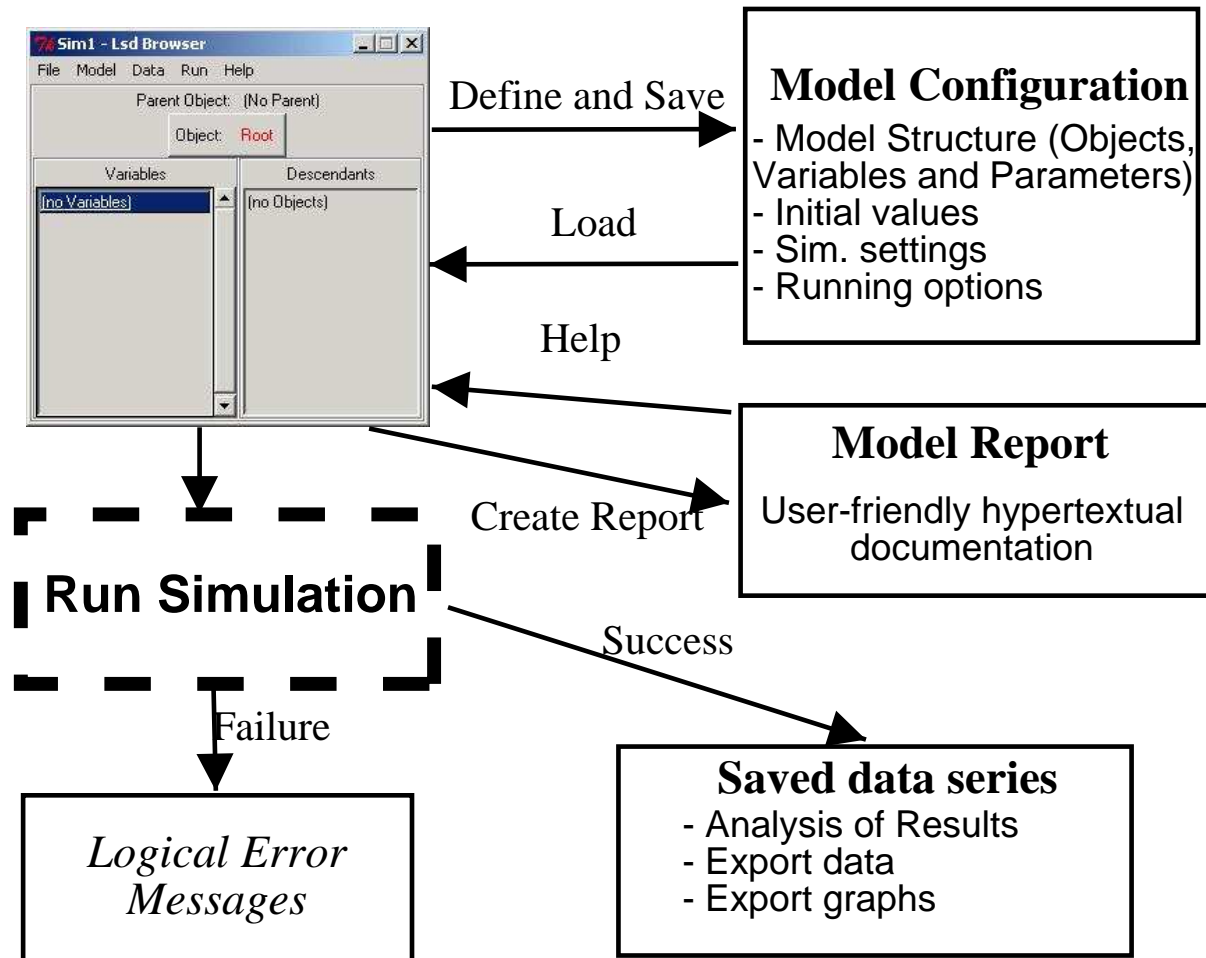 Sim1 - Lsd Browser
File Model Data Run Help
Parent Object: (No Parent)
Object: Root
Variables
Descendants
(no Variables)
(no Objects)
Define and Save
Load
Help
Create Report
Model Configuration
- Model Structure (Objects,
Variables and Parameters)
- Initial values
- Sim. settings
- Running options
Model Report
User-friendly hypertextual
documentation
Run Simulation
Success
Failure
Logical Error
Messages
Saved data series
- Analysis of Results
- Export data
- Export graphs